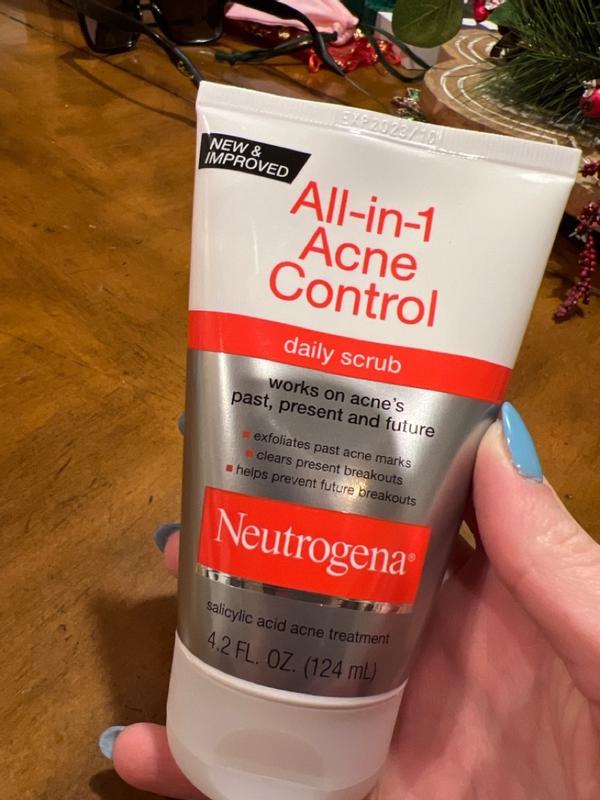 EXP2023/10
NEW &
IMPROVED
All-in-1
Acne
Control
daily scrub
works on acne's
past, present and future
exfoliates past acne marks
clears present breakouts
helps prevent future breakouts
Neutrogena®
salicylic acid acne treatment
4.2 FL. OZ. (124 mL)